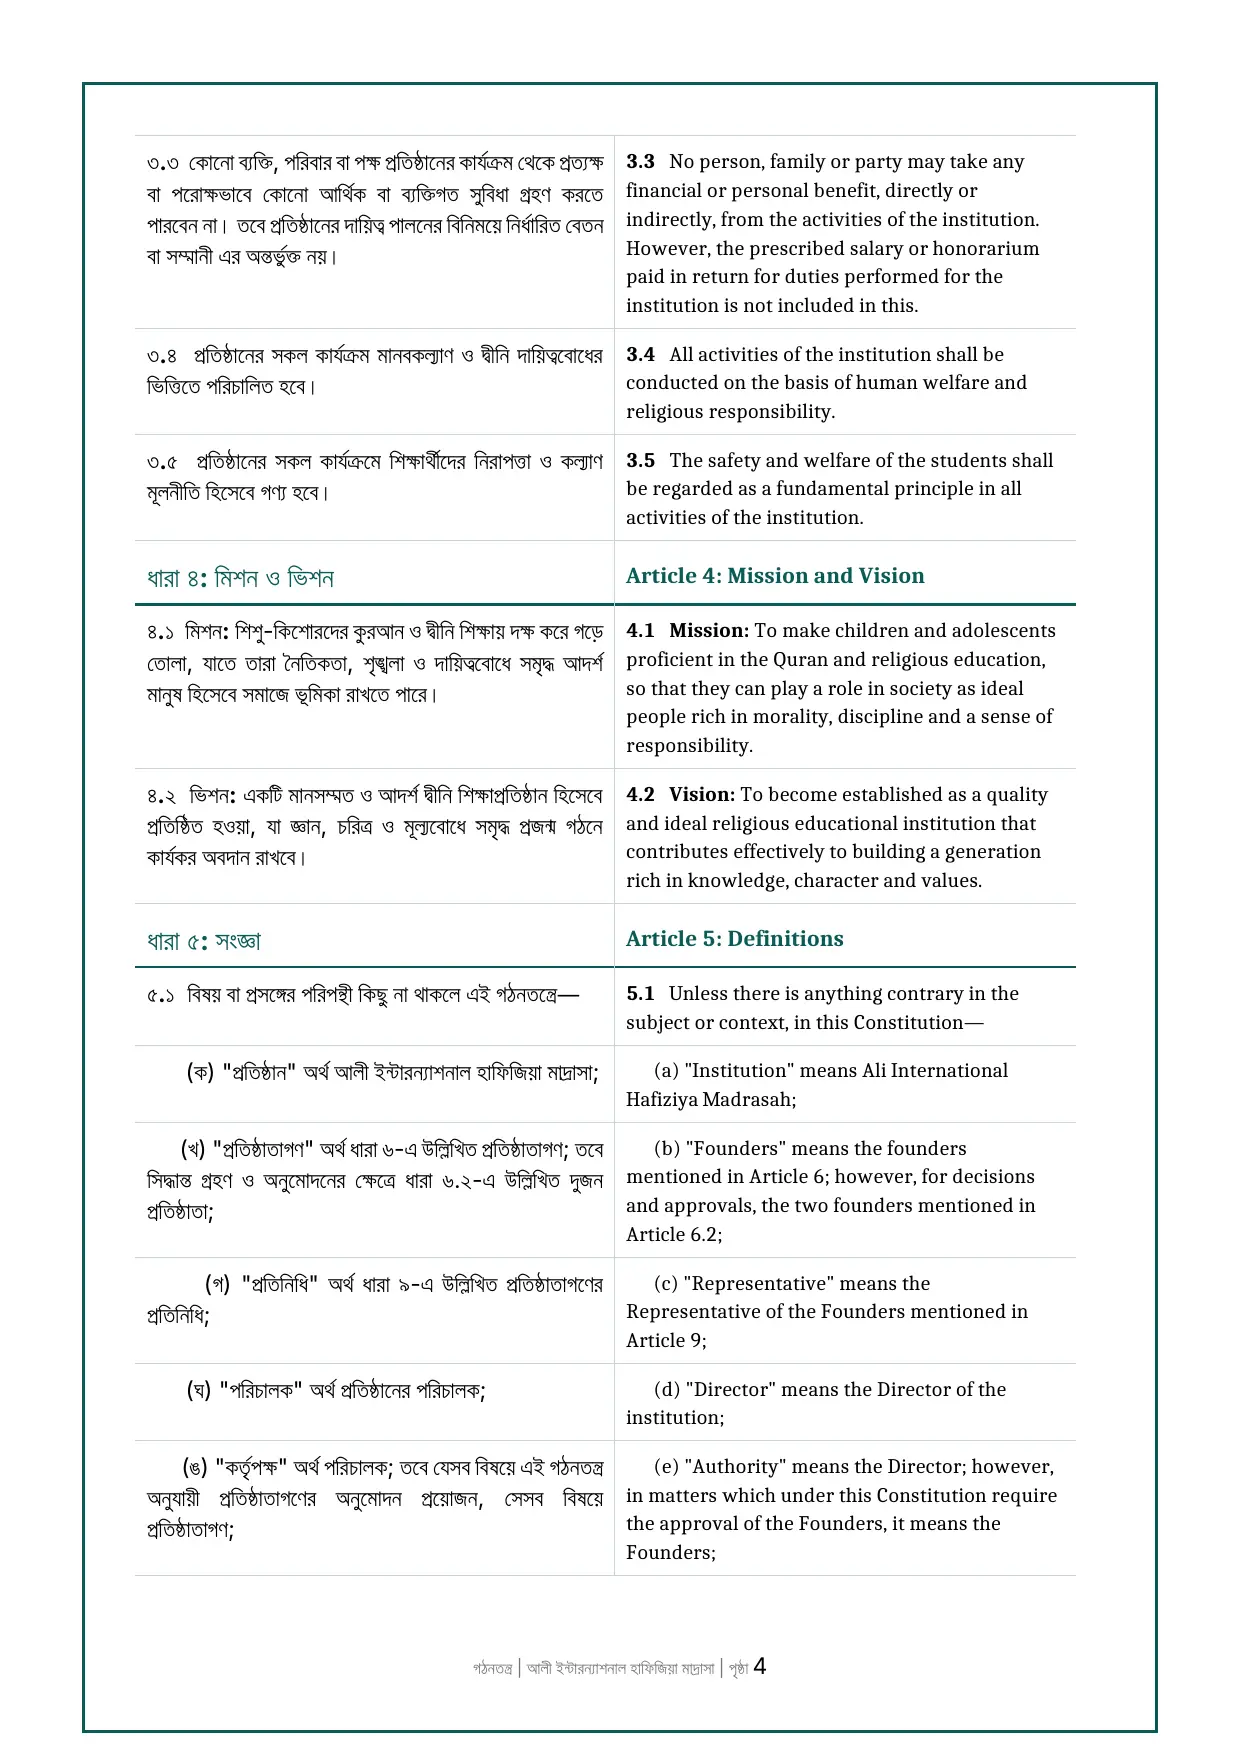 ৩.৩ কোনো ব্যক্তি, পরিবার বা পক্ষ প্রতিষ্ঠানের কার্যক্রম থেকে প্রত্যক্ষ
বা পরোক্ষভাবে কোনো আর্থিক বা ব্যক্তিগত সুবিধা গ্রহণ করতে
পারবেন না। তবে প্রতিষ্ঠানের দায়িত্ব পালনের বিনিময়ে নির্ধারিত বেতন
বা সম্মানী এর অন্তর্ভুক্ত নয়।
3.3 No person, family or party may take any
financial or personal benefit, directly or
indirectly, from the activities of the institution.
However, the prescribed salary or honorarium
paid in return for duties performed for the
institution is not included in this.
৩.৪ প্রতিষ্ঠানের সকল কার্যক্রম মানবকল্যাণ ও দ্বীনি দায়িত্ববোধের
ভিত্তিতে পরিচালিত হবে।
3.4 All activities of the institution shall be
conducted on the basis of human welfare and
religious responsibility.
৩.৫ প্রতিষ্ঠানের সকল কার্যক্রমে শিক্ষার্থীদের নিরাপত্তা ও কল্যাণ
মূলনীতি হিসেবে গণ্য হবে।
3.5 The safety and welfare of the students shall
be regarded as a fundamental principle in all
activities of the institution.
ধারা ৪: মিশন ও ভিশন
Article 4: Mission and Vision
৪.১ মিশন: শিশু-কিশোরদের কুরআন ও দ্বীনি শিক্ষায় দক্ষ করে গড়ে
তোলা, যাতে তারা নৈতিকতা, শৃঙ্খলা ও দায়িত্ববোধে সমৃদ্ধ আদর্শ
মানুষ হিসেবে সমাজে ভূমিকা রাখতে পারে।
4.1 Mission: To make children and adolescents
proficient in the Quran and religious education,
so that they can play a role in society as ideal
people rich in morality, discipline and a sense of
responsibility.
৪.২ ভিশন: একটি মানসম্মত ও আদর্শ দ্বীনি শিক্ষাপ্রতিষ্ঠান হিসেবে
প্রতিষ্ঠিত হওয়া, যা জ্ঞান, চরিত্র ও মূল্যবোধে সমৃদ্ধ প্রজন্ম গঠনে
কার্যকর অবদান রাখবে।
4.2 Vision: To become established as a quality
and ideal religious educational institution that
contributes effectively to building a generation
rich in knowledge, character and values.
ধারা ৫: সংজ্ঞা
Article 5: Definitions
৫.১ বিষয় বা প্রসঙ্গের পরিপন্থী কিছু না থাকলে এই গঠনতন্ত্রে—
5.1 Unless there is anything contrary in the
subject or context, in this Constitution—
(ক) "প্রতিষ্ঠান" অর্থ আলী ইন্টারন্যাশনাল হাফিজিয়া মাদ্রাসা;
(a) "Institution" means Ali International
Hafiziya Madrasah;
(খ) "প্রতিষ্ঠাতাগণ" অর্থ ধারা ৬-এ উল্লিখিত প্রতিষ্ঠাতাগণ; তবে
সিদ্ধান্ত গ্রহণ ও অনুমোদনের ক্ষেত্রে ধারা ৬.২-এ উল্লিখিত দুজন
প্রতিষ্ঠাতা;
(b) "Founders" means the founders
mentioned in Article 6; however, for decisions
and approvals, the two founders mentioned in
Article 6.2;
(গ) "প্রতিনিধি" অর্থ ধারা ৯-এ উল্লিখিত প্রতিষ্ঠাতাগণের
প্রতিনিধি;
(c) "Representative" means the
Representative of the Founders mentioned in
Article 9;
(ঘ) "পরিচালক" অর্থ প্রতিষ্ঠানের পরিচালক;
(d) "Director" means the Director of the
institution;
(ঙ) "কর্তৃপক্ষ" অর্থ পরিচালক; তবে যেসব বিষয়ে এই গঠনতন্ত্র
অনুযায়ী প্রতিষ্ঠাতাগণের অনুমোদন প্রয়োজন, সেসব বিষয়ে
প্রতিষ্ঠাতাগণ;
(e) "Authority" means the Director; however,
in matters which under this Constitution require
the approval of the Founders, it means the
Founders;
গঠনতন্ত্র | আলী ইন্টারন্যাশনাল হাফিজিয়া মাদ্রাসা | পৃষ্ঠা 4